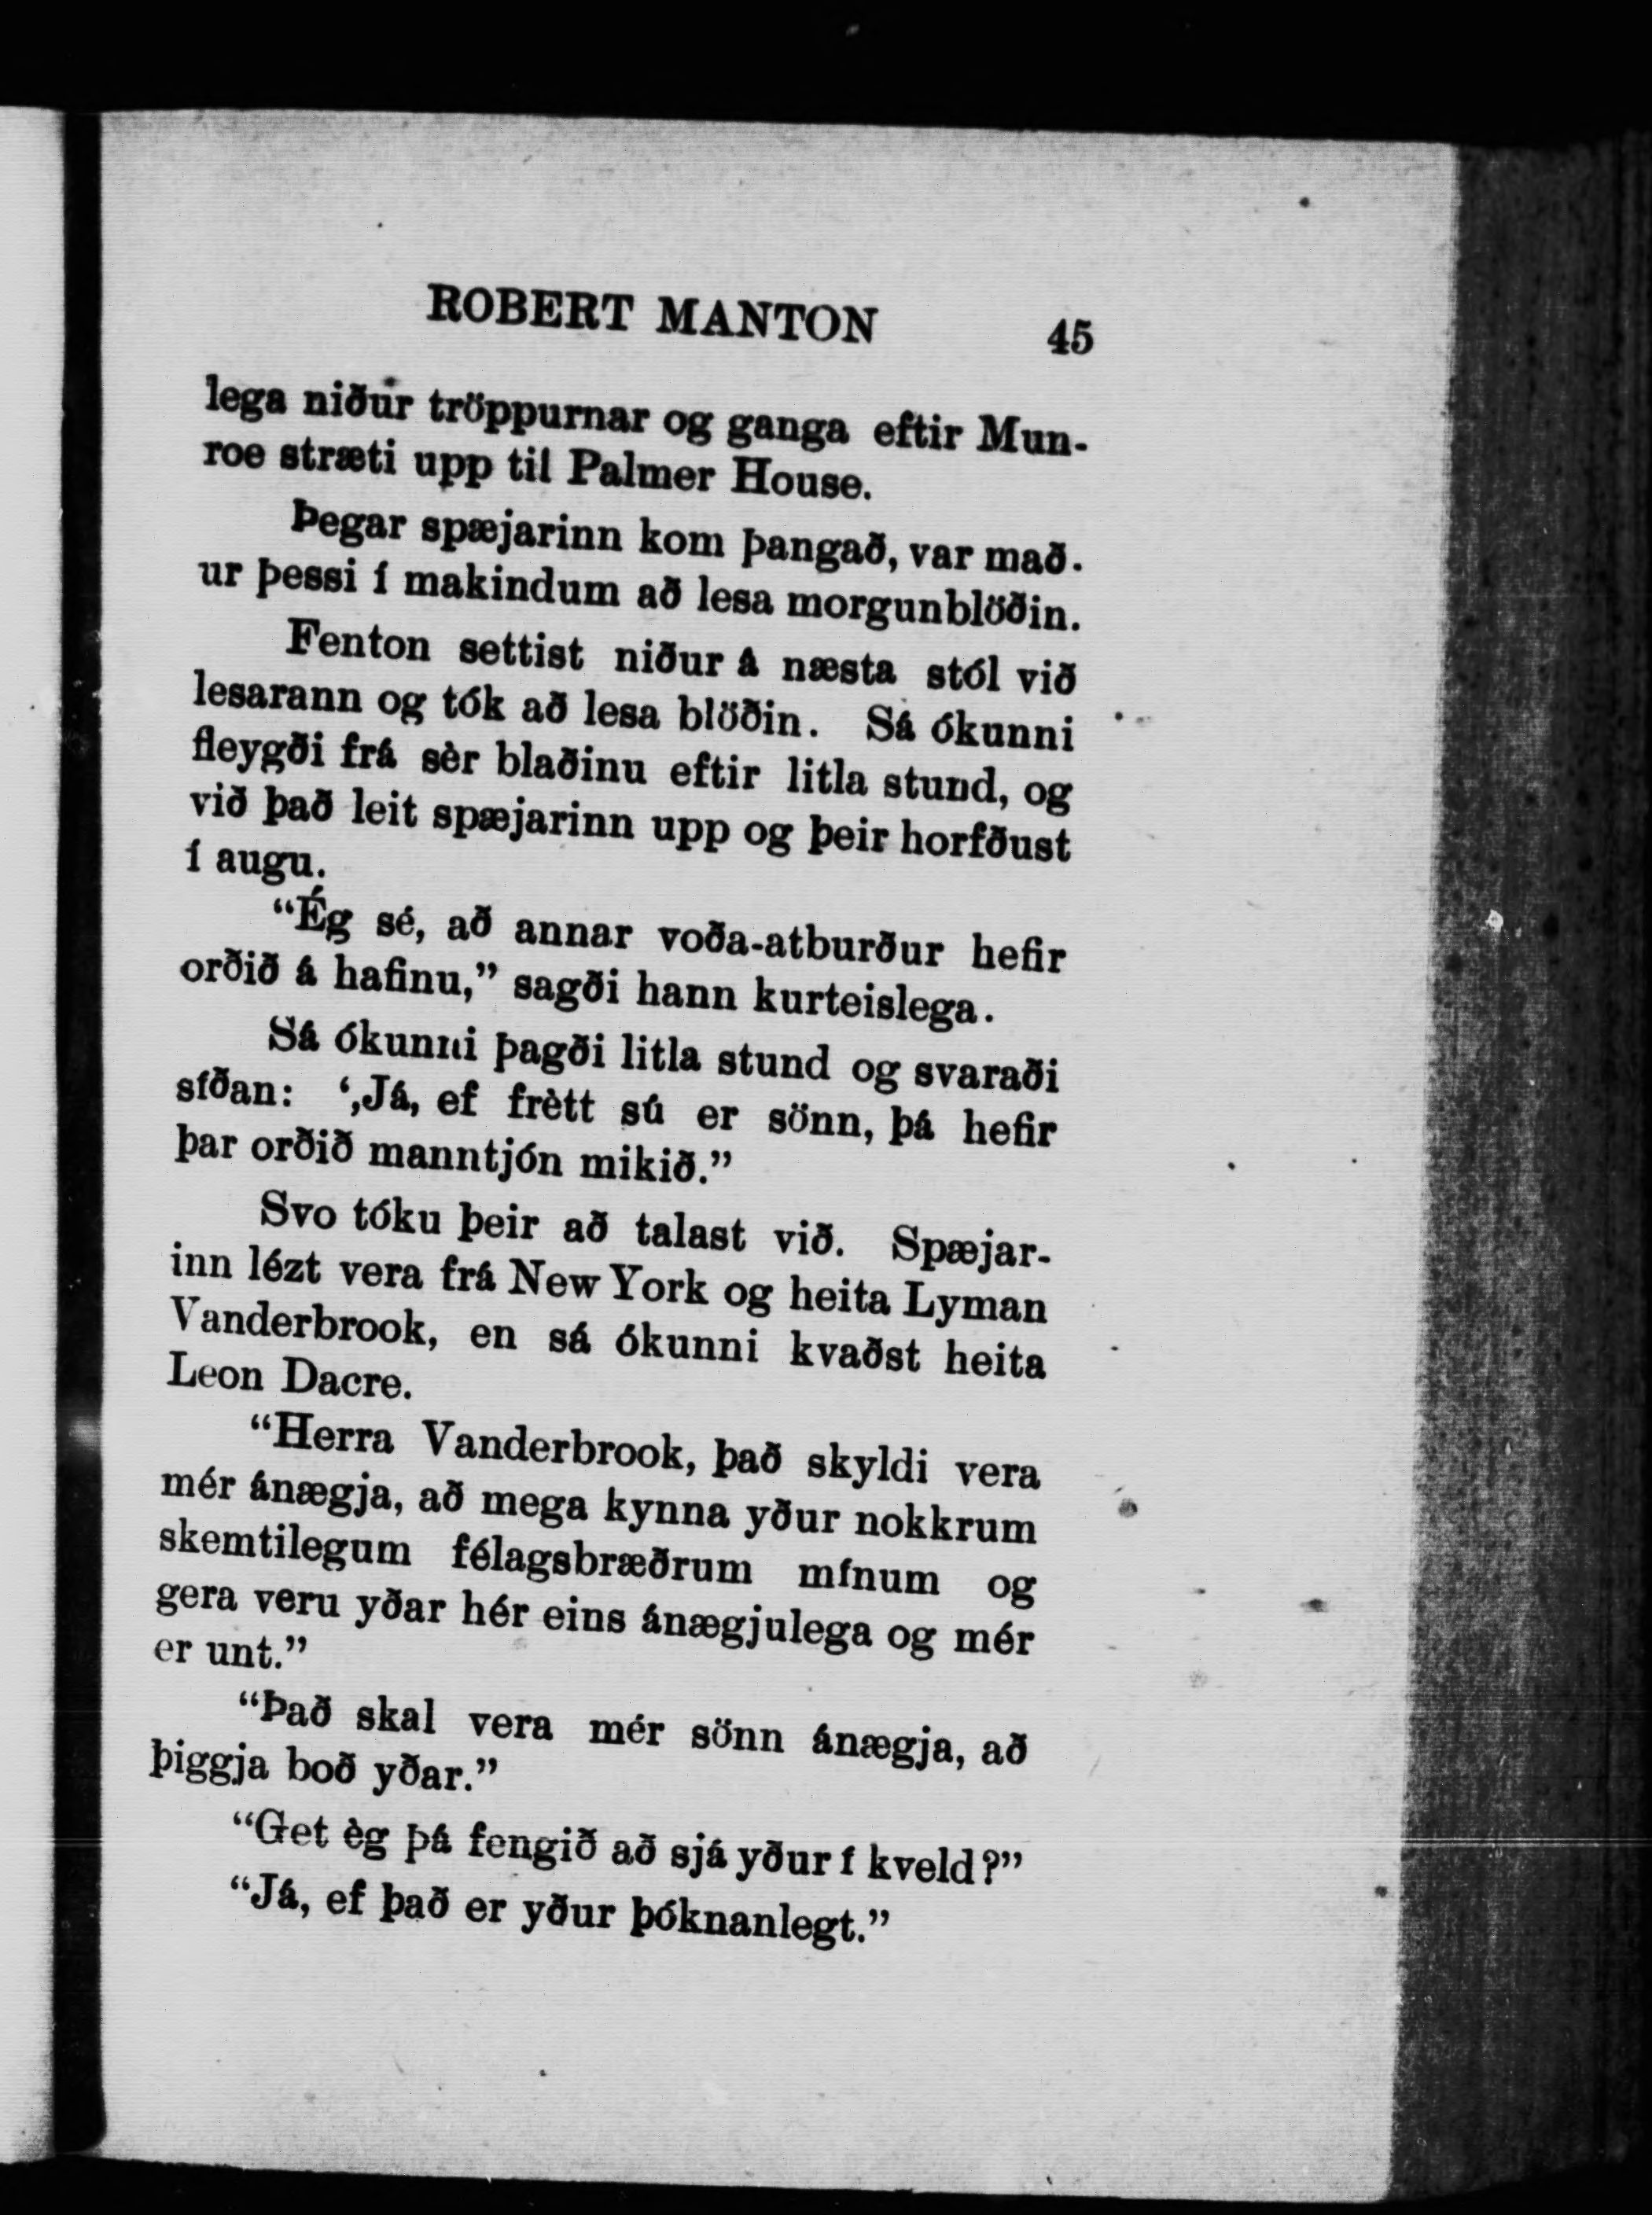 ROBERT MANTON 45
lega niður tröppurnar og ganga eftir Mun-
roe stræti upp til Palmer House.
Þegar spæjarinn kom þangað, var mað-
ur þessi í makindum að lesa morgunblöðin.
Fenton settist niður á næsta stól við
lesarann og tók að lesa blöðin. Sá ókunni
fleygði frá sèr blaðinu eftir litla stund, og
við það leit spæjarinn upp og þeir horfðust
í augu.
“Ég sé, að annar voða-atburður hefir
orðið á hafinu,” sagði hann kurteislega.
Sá ókunni þagði litla stund og svaraði
síðan: ‘,Já, ef frètt sú er sönn, þá hefir
þar orðið manntjón mikið.”
Svo tóku þeir að talast við. Spæjar-
inn lézt vera frá New York og heita Lyman
Vanderbrook, en sá ókunni kvaðst heita
Leon Dacre.
“Herra Vanderbrook, það skyldi vera
mér ánægja, að mega kynna yður nokkrum
skemtilegum félagsbræðrum mínum og
gera veru yðar hér eins ánægjulega og mér
er unt.”
“Það skal vera mér sönn ánægja, að
þiggja boð yðar.”
“Get èg þá fengið að sjá yður í kveld?”
“Já, ef það er yður þóknanlegt.”